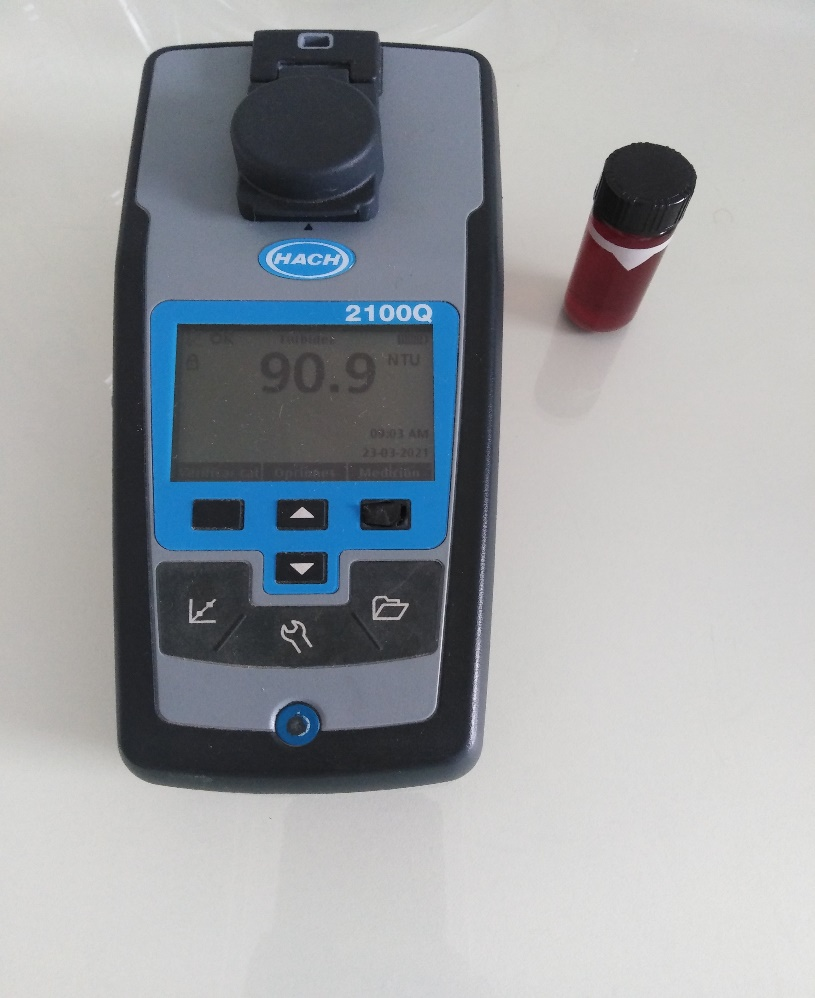 HACH
2100Q
OK Turbidez
90.9 NTU
09:03 AM
23-03-2021
Opciones Medición